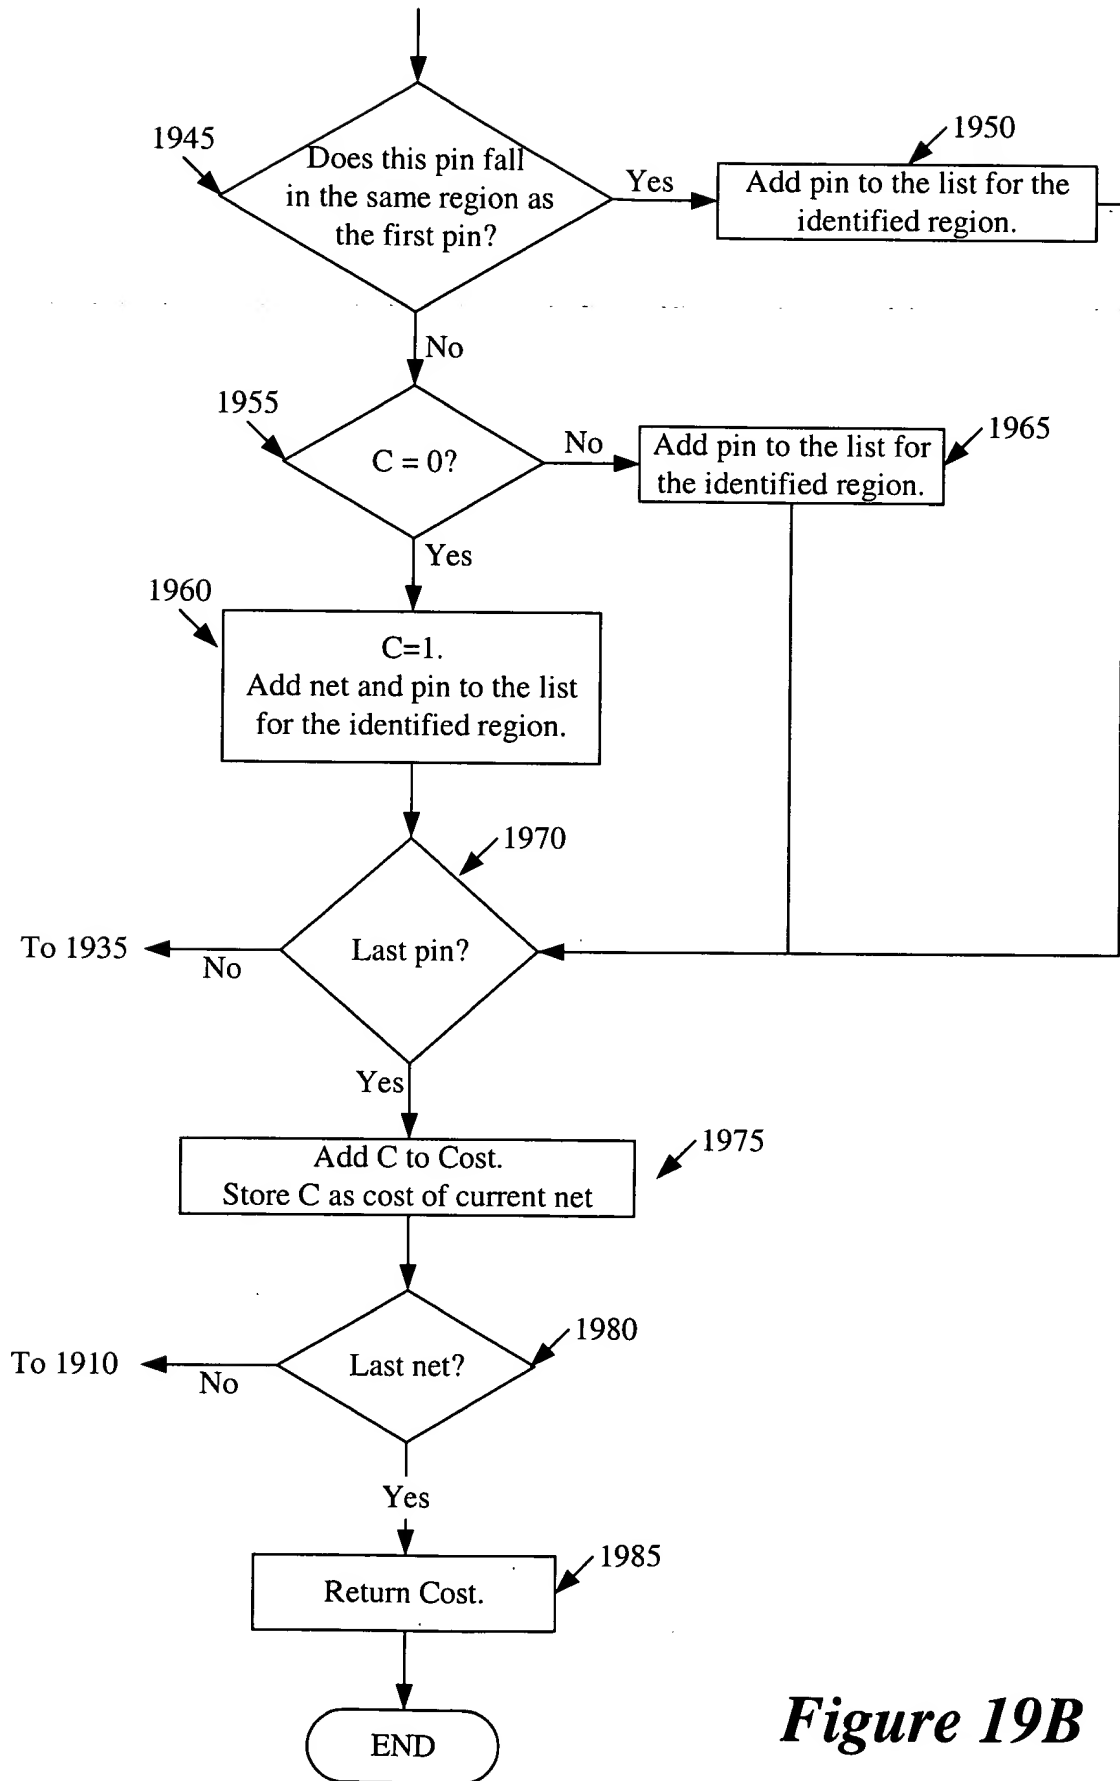 1945
Does this pin fall
in the same region as
the first pin?
Yes
1950
Add pin to the list for the
identified region.
No
1955
C = 0?
No
1965
Add pin to the list for
the identified region.
Yes
1960
C=1.
Add net and pin to the list
for the identified region.
1970
Last pin?
To 1935
No
Yes
1975
Add C to Cost.
Store C as cost of current net
1980
Last net?
To 1910
No
Yes
1985
Return Cost.
END
Figure 19B